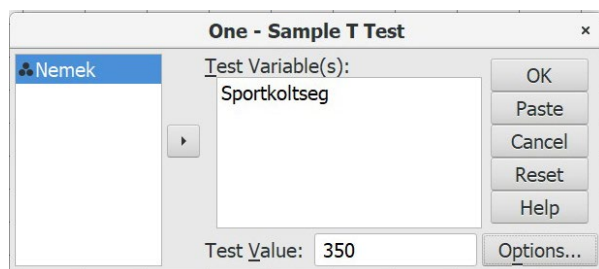 One - Sample T Test ×
Nemek
Test Variable(s):
Sportkoltseg
OK
Paste
Cancel
Reset
Help
Test Value: 350
Options...